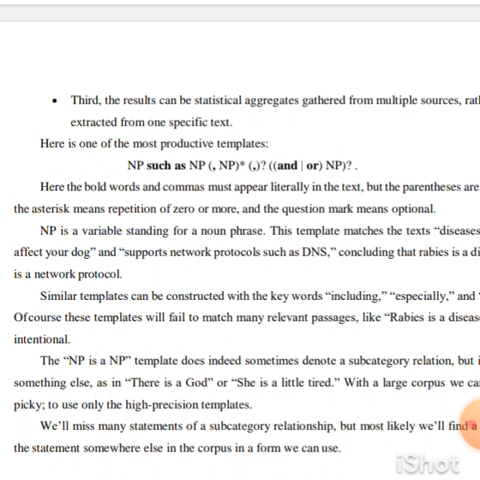 • Third, the results can be statistical aggregates gathered from multiple sources, rat
extracted from one specific text.
Here is one of the most productive templates:
NP such as NP (, NP)* (,)? ((and | or) NP)? .
Here the bold words and commas must appear literally in the text, but the parentheses are
the asterisk means repetition of zero or more, and the question mark means optional.
NP is a variable standing for a noun phrase. This template matches the texts “diseases
affect your dog” and “supports network protocols such as DNS,” concluding that rabies is a di
is a network protocol.
Similar templates can be constructed with the key words “including,” “especially,” and “
Ofcourse these templates will fail to match many relevant passages, like “Rabies is a diseas
intentional.
The “NP is a NP” template does indeed sometimes denote a subcategory relation, but i
something else, as in “There is a God” or “She is a little tired.” With a large corpus we ca
picky; to use only the high-precision templates.
We’ll miss many statements of a subcategory relationship, but most likely we’ll find a
the statement somewhere else in the corpus in a form we can use.
iShot